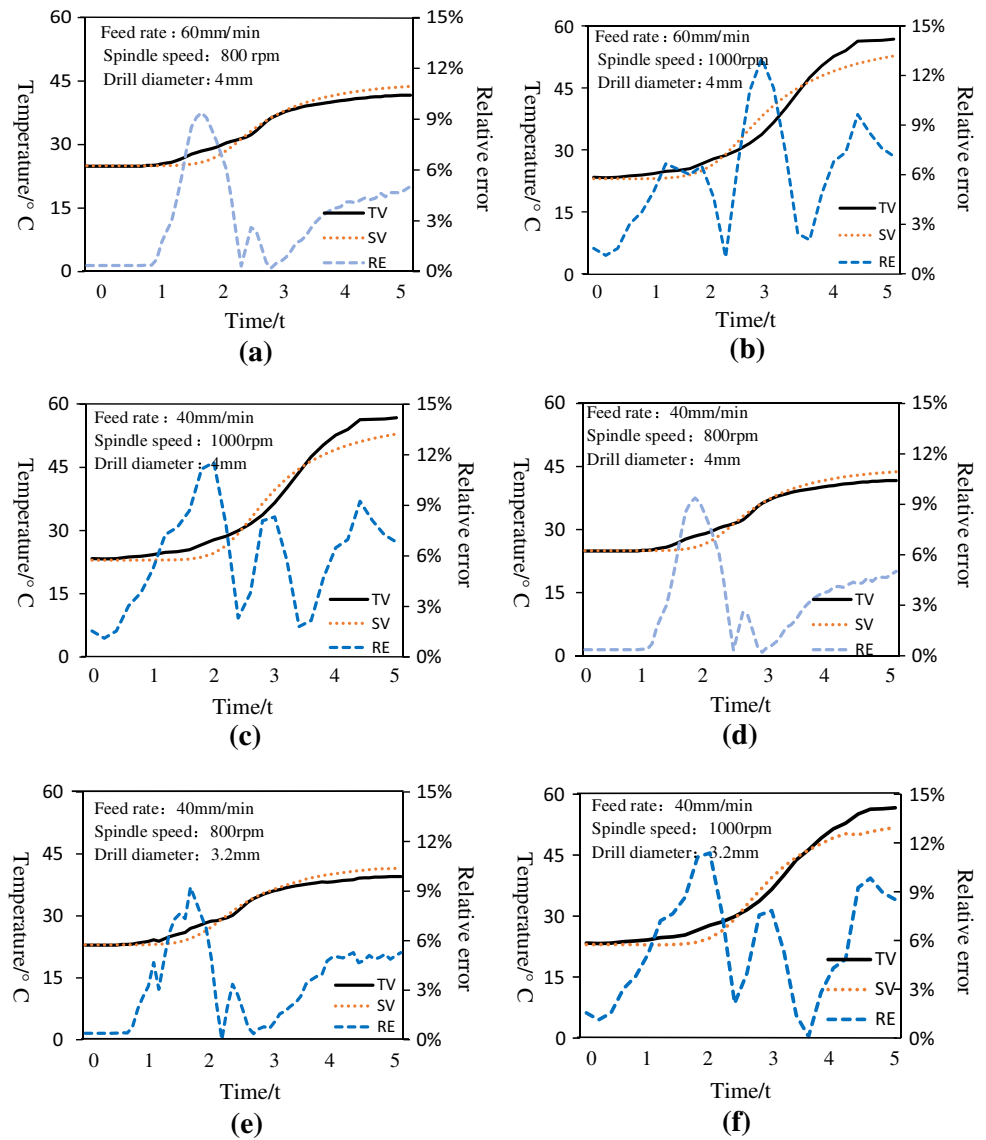 Feed rate：60mm/min
Spindle speed：800 rpm
Drill diameter：4mm
60
45
30
15
0
15%
12%
9%
6%
3%
0%
Temperature/° C
Relative error
TV
SV
RE
0 1 2 3 4 5
Time/t
(a)
Feed rate：60mm/min
Spindle speed：1000rpm
Drill diameter：4mm
60
45
30
15
0
15%
12%
9%
6%
3%
0%
Temperature/° C
Relative error
TV
SV
RE
0 1 2 3 4 5
Time/t
(b)
Feed rate：40mm/min
Spindle speed：1000rpm
Drill diameter：4mm
60
45
30
15
0
15%
12%
9%
6%
3%
0%
Temperature/° C
Relative error
TV
SV
RE
0 1 2 3 4 5
Time/t
(c)
Feed rate：40mm/min
Spindle speed：800rpm
Drill diameter：4mm
60
45
30
15
0
15%
12%
9%
6%
3%
0%
Temperature/° C
Relative error
TV
SV
RE
0 1 2 3 4 5
Time/t
(d)
Feed rate：40mm/min
Spindle speed：800rpm
Drill diameter：3.2mm
60
45
30
15
0
15%
12%
9%
6%
3%
0%
Temperature/° C
Relative error
TV
SV
RE
0 1 2 3 4 5
Time/t
(e)
Feed rate：40mm/min
Spindle speed：1000rpm
Drill diameter：3.2mm
60
45
30
15
0
15%
12%
9%
6%
3%
0%
Temperature/° C
Relative error
TV
SV
RE
0 1 2 3 4 5
Time/t
(f)